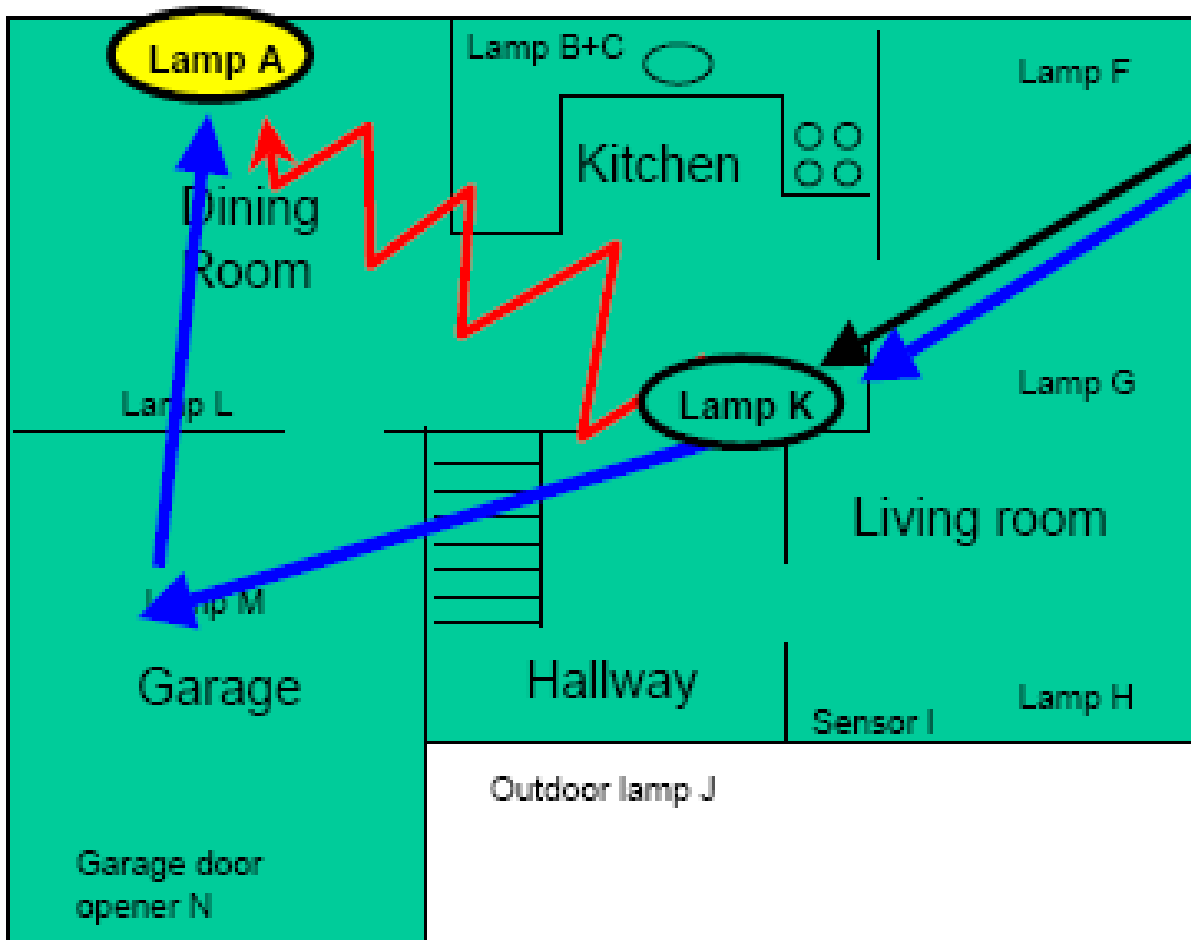 Lamp A
Lamp B+C
Lamp F
Kitchen
Dining
Room
Lamp L
Lamp K
Lamp G
Living room
Lamp M
Garage
Hallway
Lamp H
Sensor I
Outdoor lamp J
Garage door
opener N